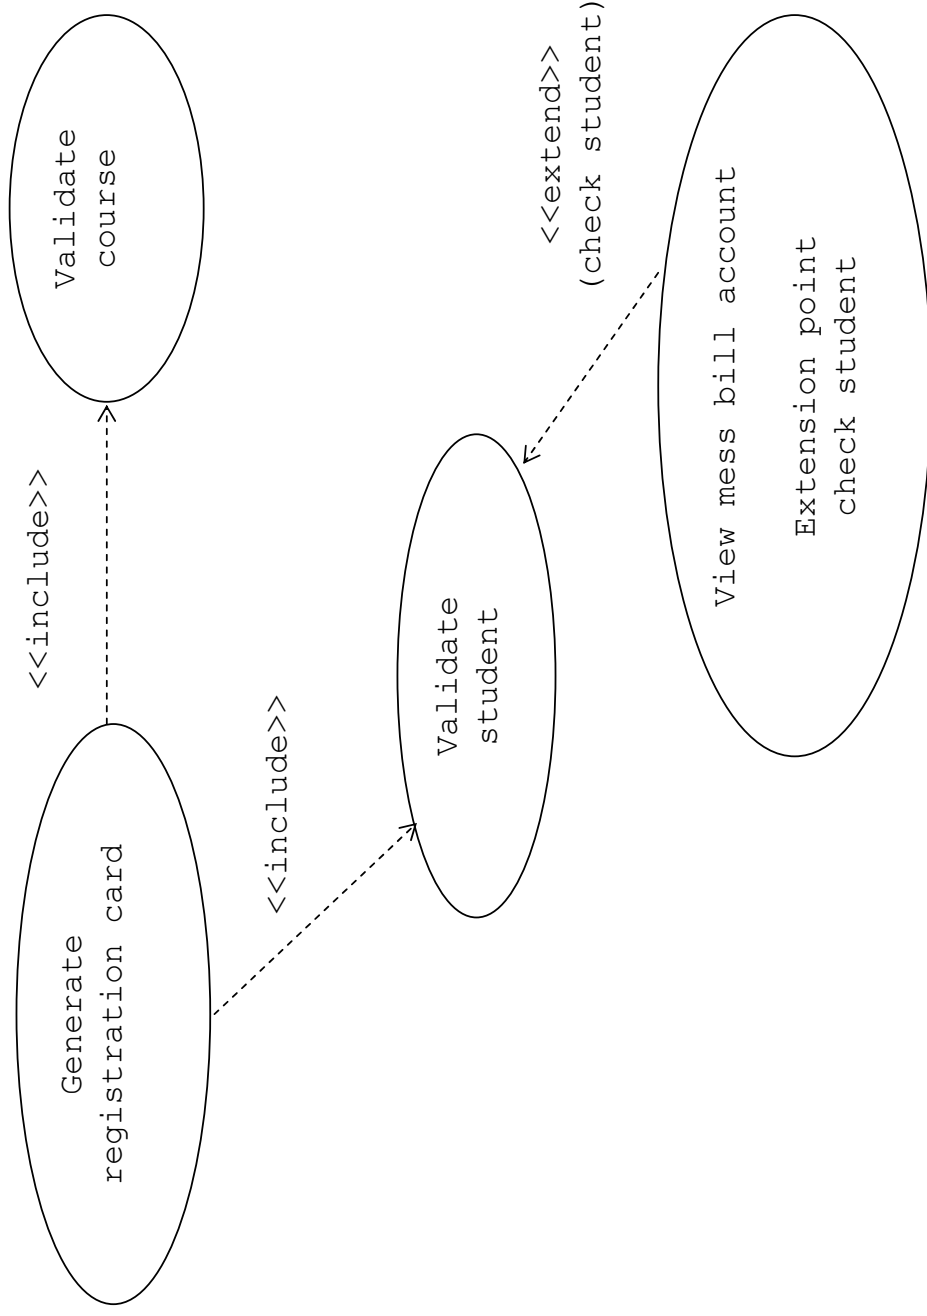 Generate
registration card
<<include>>
Validate
course
<<include>>
Validate
student
<<extend>>
(check student)
View mess bill account
Extension point
check student